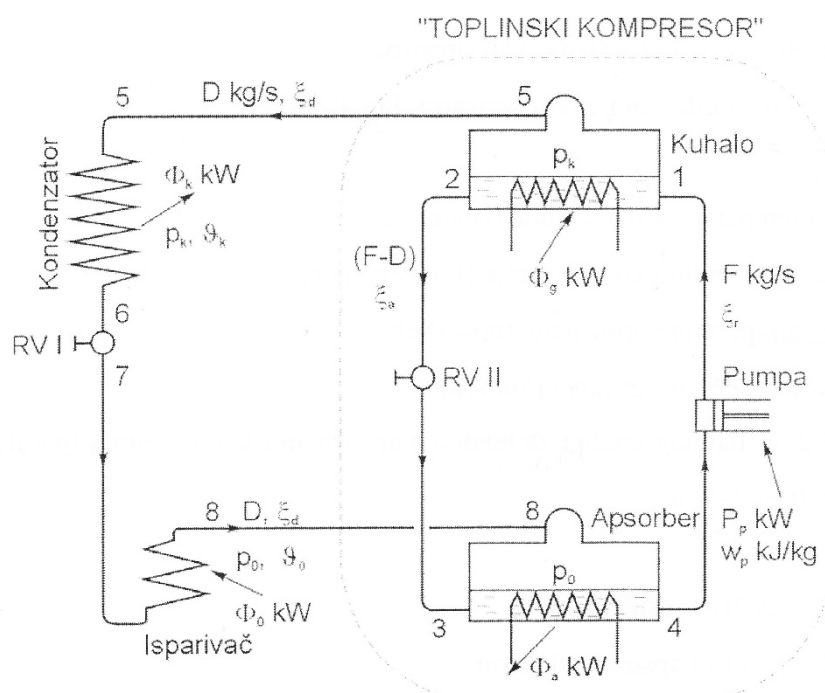 "TOPLINSKI KOMPRESOR"
5
D kg/s, ξd
5
Kuhalo
pk
2
1
Φk kW
pk, ϑk
Kondenzator
(F-D)
ξa
Φg kW
F kg/s
ξr
6
RV I
7
RV II
Pumpa
8
D, ξd
8
Apsorber
Pp kW
wp kJ/kg
p0, ϑ0
p0
Φ0 kW
3
4
Isparivač
Φa kW